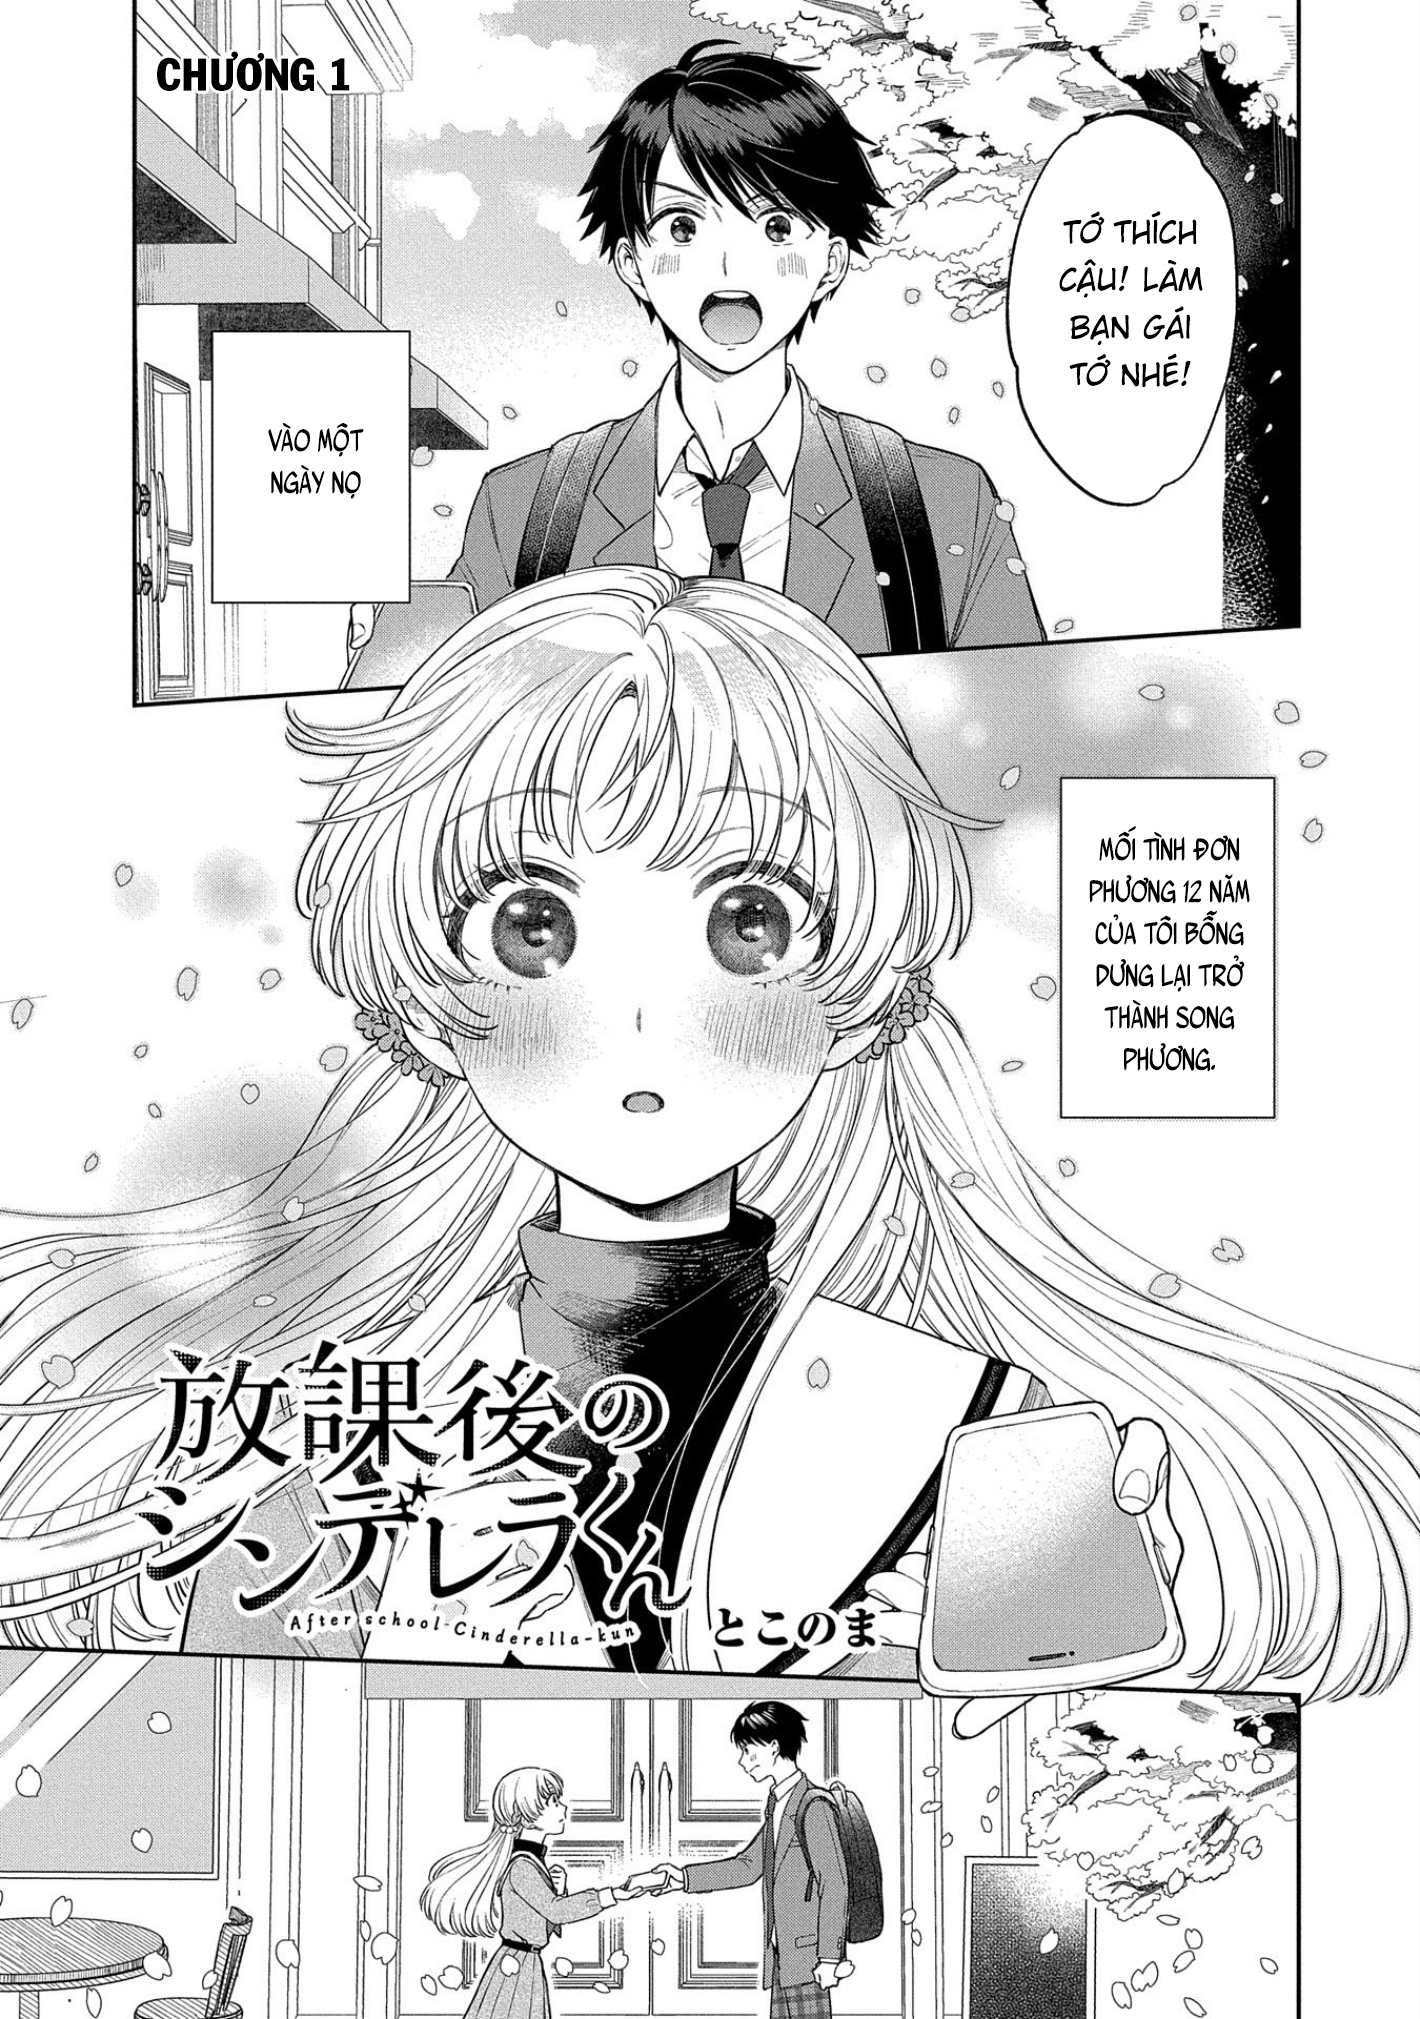 CHƯƠNG 1
TỚ THÍCH
CẬU! LÀM
BẠN GÁI
TỚ NHÉ!
VÀO MỘT
NGÀY NỌ
MỐI TÌNH ĐƠN
PHƯƠNG 12 NĂM
CỦA TÔI BỖNG
DƯNG LẠI TRỞ
THÀNH SONG
PHƯƠNG.
放課後の
シンデレラくん
After school Cinderella-kun
とこのま